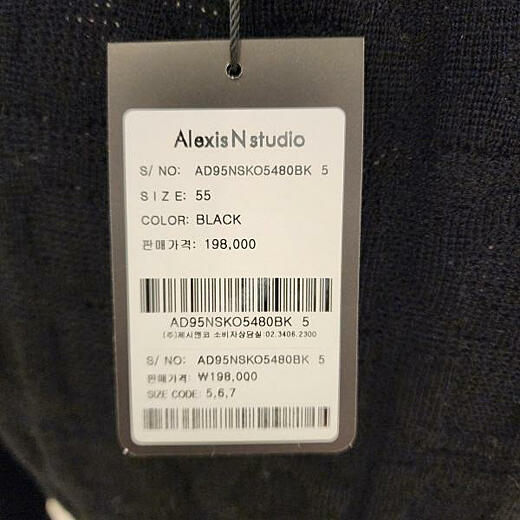 AlexisNstudio
S/ NO: AD95NSKO5480BK 5
SIZE: 55
COLOR: BLACK
판매가격: 198,000
AD95NSKO5480BK 5
(주)제시앤코 소비자상담실:02.3406.2300
S/ NO: AD95NSKO5480BK 5
판매가격: ₩198,000
SIZE CODE: 5,6,7